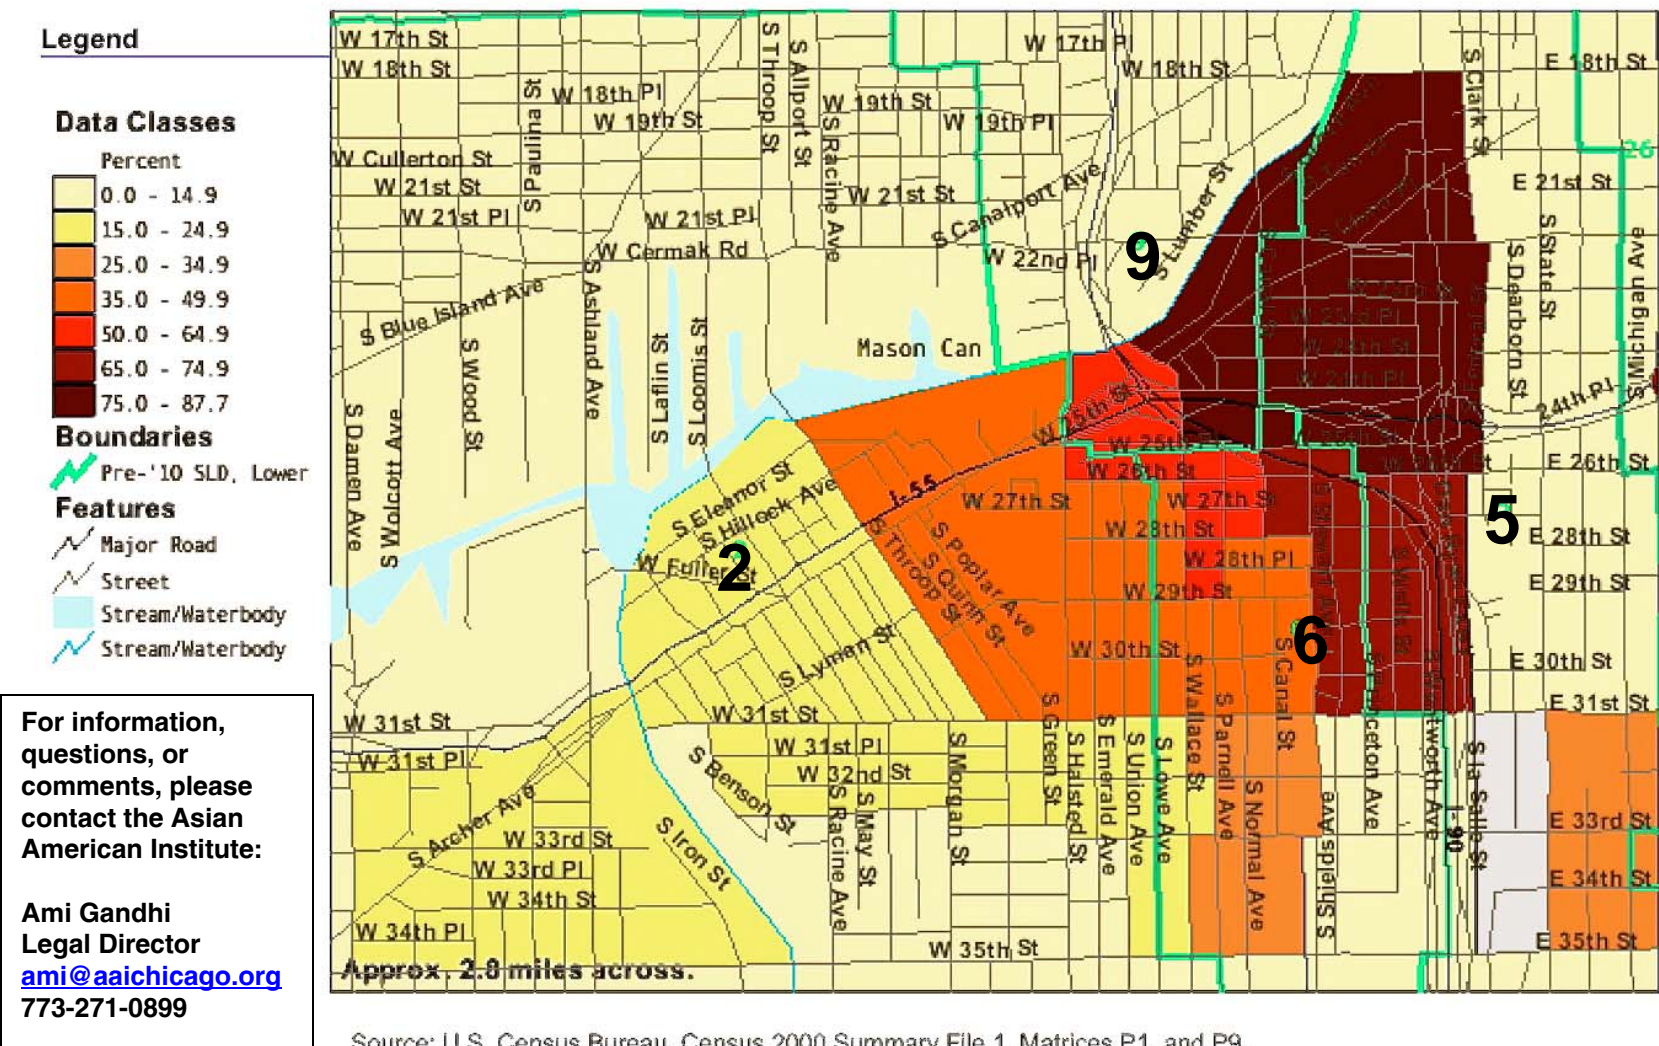 Legend
Data Classes
Percent
0.0 - 14.9
15.0 - 24.9
25.0 - 34.9
35.0 - 49.9
50.0 - 64.9
65.0 - 74.9
75.0 - 87.7
Boundaries
Pre-'10 SLD, Lower
Features
Major Road
Street
Stream/Waterbody
Stream/Waterbody
For information,
questions, or
comments, please
contact the Asian
American Institute:
Ami Gandhi
Legal Director
ami@aaichicago.org
773-271-0899
W 17th St
W 18th St
S Paulina St
W 18th Pl
W 19th St
S Throop St
S Allport St
S Racine Ave
W 19th St
W 17th Pl
W 18th St
W 19th Pl
S Clark St
E 18th St
26
W Cullerton St
W 21st St
W 21st Pl
W 21st Pl
W 21st St
S Canalport Ave
S Lumber St
E 21st St
W Cermak Rd
W 22nd Pl
9
S State St
S Dearborn St
S Michigan Ave
S Blue Island Ave
S Ashland Ave
S Wood St
S Laflin St
S Loomis St
Mason Can
W 23rd Pl
W 24th St
W 24th Pl
24th Pl
S Damen Ave
S Wolcott Ave
W 25th St
W 25th Pl
W 26th St
E 26th St
S Eleanor St
S Hillock Ave
I-55
W 27th St
W 27th St
5
2
W Fuller St
S Throop St
S Quinn St
S Poplar Ave
W 28th St
E 28th St
W 28th Pl
W 29th St
E 29th St
6
S Lyman St
W 30th St
S Wallace St
S Canal St
S Wells St
E 30th St
W 31st St
W 31st St
E 31st St
W 31st Pl
W 31st Pl
W 32nd St
S Benson St
S Racine Ave
S May St
S Morgan St
S Green St
S Halsted St
S Emerald Ave
S Union Ave
S Lowe Ave
S Parnell Ave
S Normal Ave
S Shields Ave
S Princeton Ave
S Wentworth Ave
I-90
S la Salle St
S Archer Ave
W 33rd St
E 33rd St
S Iron St
W 33rd Pl
E 34th St
W 34th St
W 34th Pl
W 35th St
E 35th St
Approx. 2.8 miles across.
Source: U.S. Census Bureau, Census 2000 Summary File 1, Matrices P1, and P9.